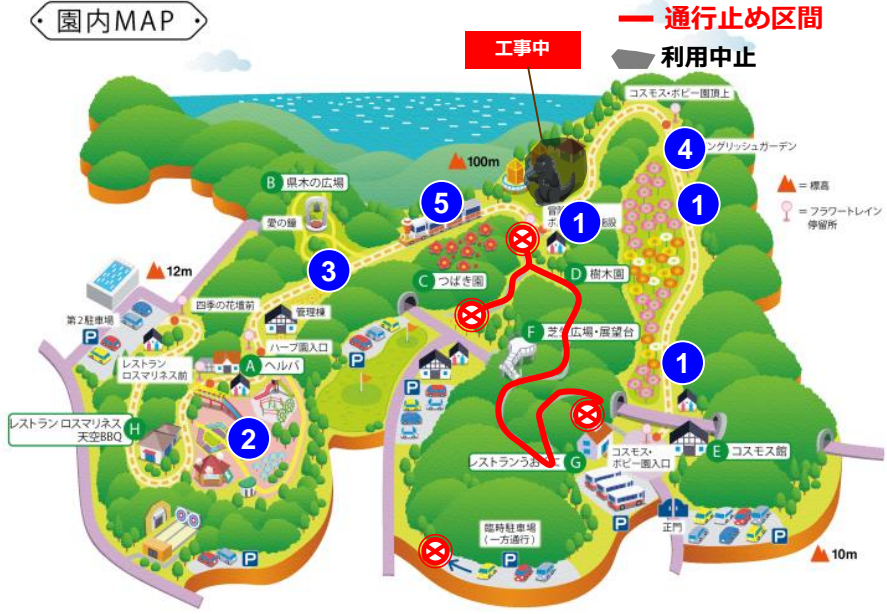 園内MAP
通行止め区間
利用中止
工事中
コスモス・ポピー園頂上
4
ングリッシュガーデン
= 標高
= フラワートレイン
停留所
100m
B 県木の広場
愛の鐘
5
1
1
冒険
施設
3
12m
C つばき園
D 樹木園
第2駐車場
四季の花壇前
管理棟
F 芝生広場・展望台
P
P
ハーブ園入口
レストラン
ロスマリネス前
A ヘルバ
1
P
レストラン ロスマリネス
天空BBQ
H
2
レストランうお
G
コスモス・
ポピー園入口
E コスモス館
P
正門
臨時駐車場
(一方通行)
P
P
P
10m